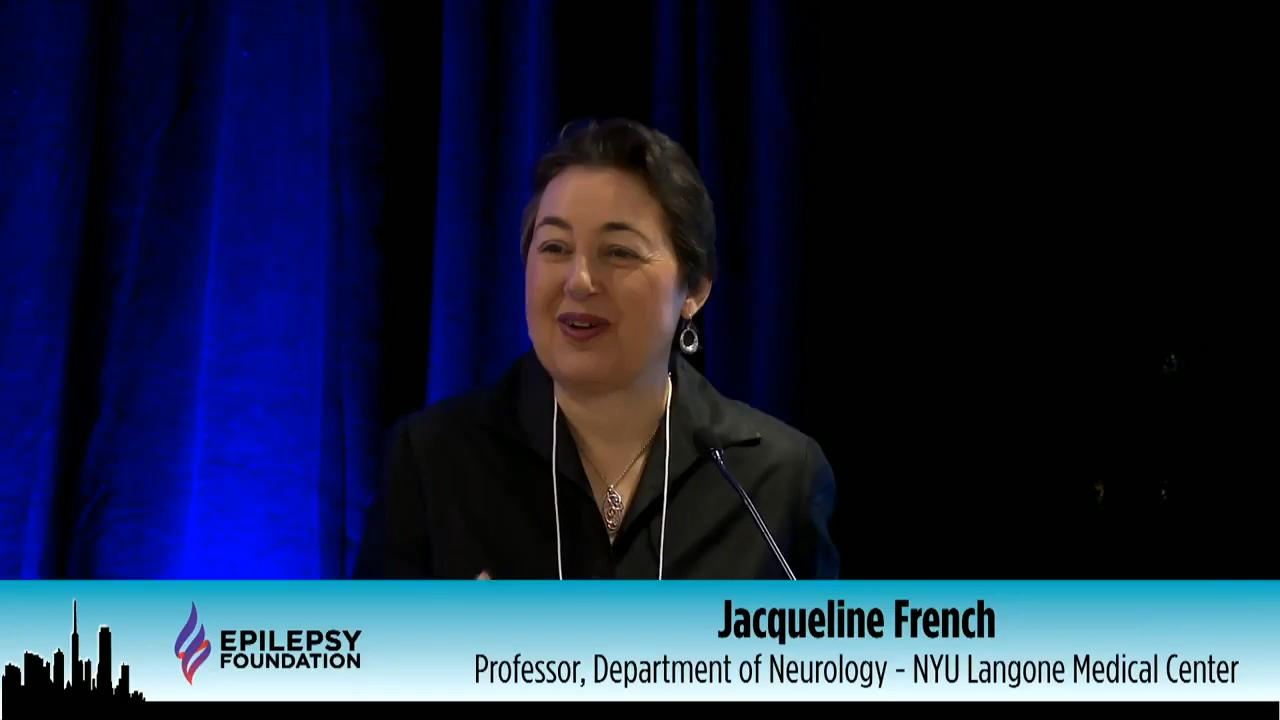 Jacqueline French
EPILEPSY
FOUNDATION
Professor, Department of Neurology - NYU Langone Medical Center